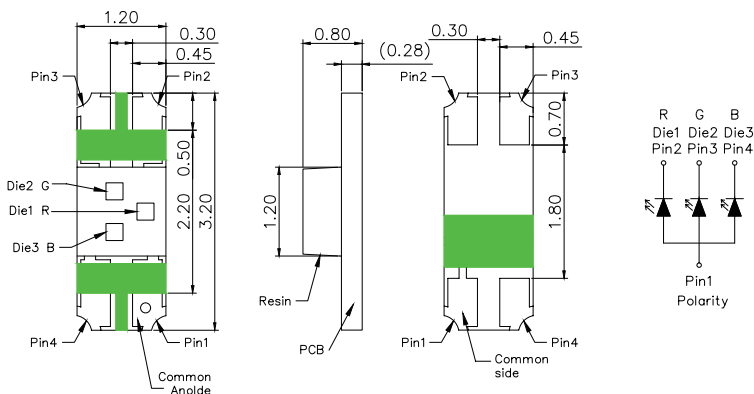 1.20
0.30
0.45
Pin3
Pin2
0.50
2.20
3.20
Die2 G
Die1 R
Die3 B
Pin4
Pin1
Common
Anolde
0.80
(0.28)
1.20
Resin
PCB
0.30
0.45
Pin2
Pin3
0.70
1.80
Pin1
Pin4
Common
side
R G B
Die1 Die2 Die3
Pin2 Pin3 Pin4
Pin1
Polarity